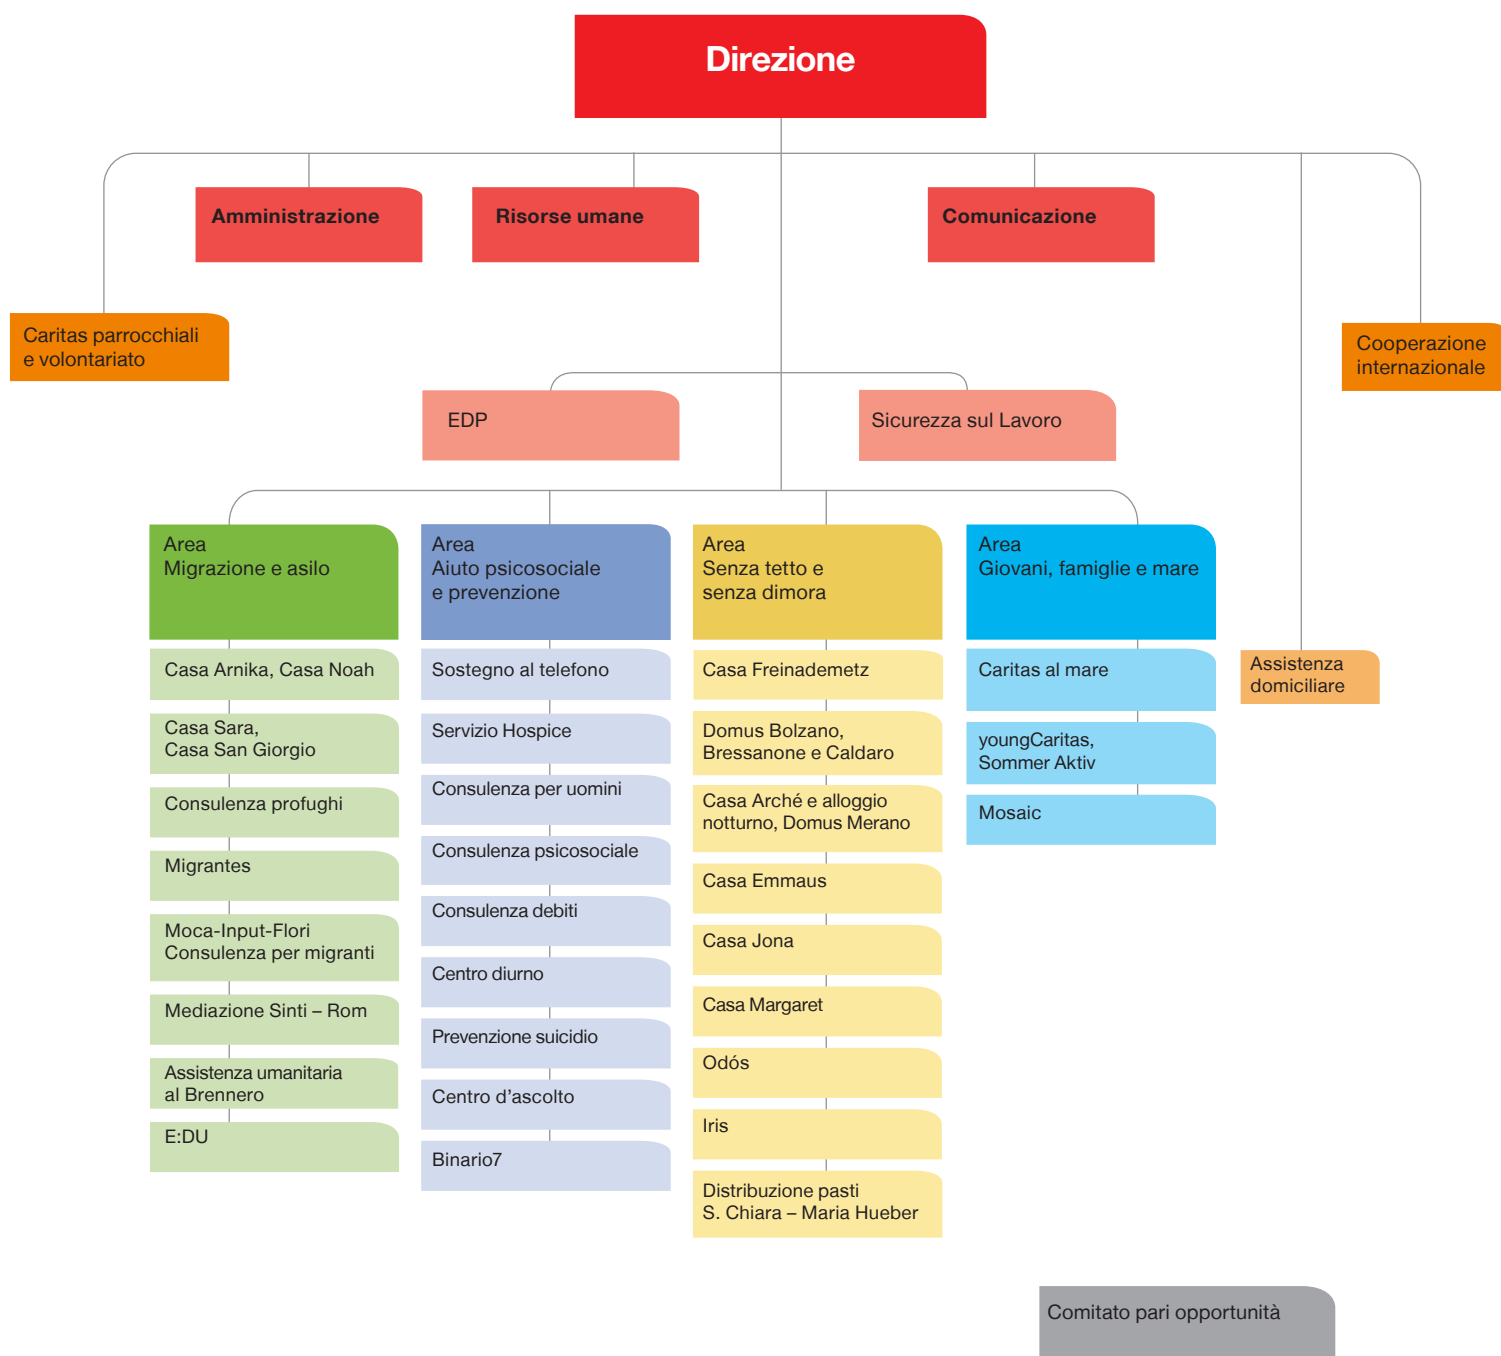 Direzione
Amministrazione
Risorse umane
Comunicazione
Caritas parrocchiali
e volontariato
Cooperazione
internazionale
EDP
Sicurezza sul Lavoro
Area
Migrazione e asilo
Casa Arnika, Casa Noah
Casa Sara,
Casa San Giorgio
Consulenza profughi
Migrantes
Moca-Input-Flori
Consulenza per migranti
Mediazione Sinti – Rom
Assistenza umanitaria
al Brennero
E:DU
Area
Aiuto psicosociale
e prevenzione
Sostegno al telefono
Servizio Hospice
Consulenza per uomini
Consulenza psicosociale
Consulenza debiti
Centro diurno
Prevenzione suicidio
Centro d’ascolto
Binario7
Area
Senza tetto e
senza dimora
Casa Freinademetz
Domus Bolzano,
Bressanone e Caldaro
Casa Arché e alloggio
notturno, Domus Merano
Casa Emmaus
Casa Jona
Casa Margaret
Odós
Iris
Distribuzione pasti
S. Chiara – Maria Hueber
Area
Giovani, famiglie e mare
Caritas al mare
youngCaritas,
Sommer Aktiv
Mosaic
Assistenza
domiciliare
Comitato pari opportunità